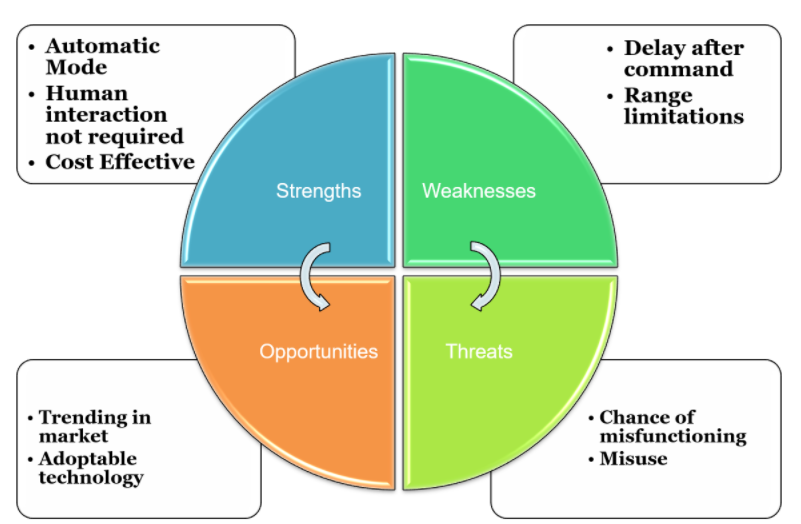 • Automatic
Mode
• Human
interaction
not required
• Cost Effective
• Delay after
command
• Range
limitations
Strengths
Weaknesses
Opportunities
Threats
• Trending in
market
• Adoptable
technology
• Chance of
misfunctioning
• Misuse